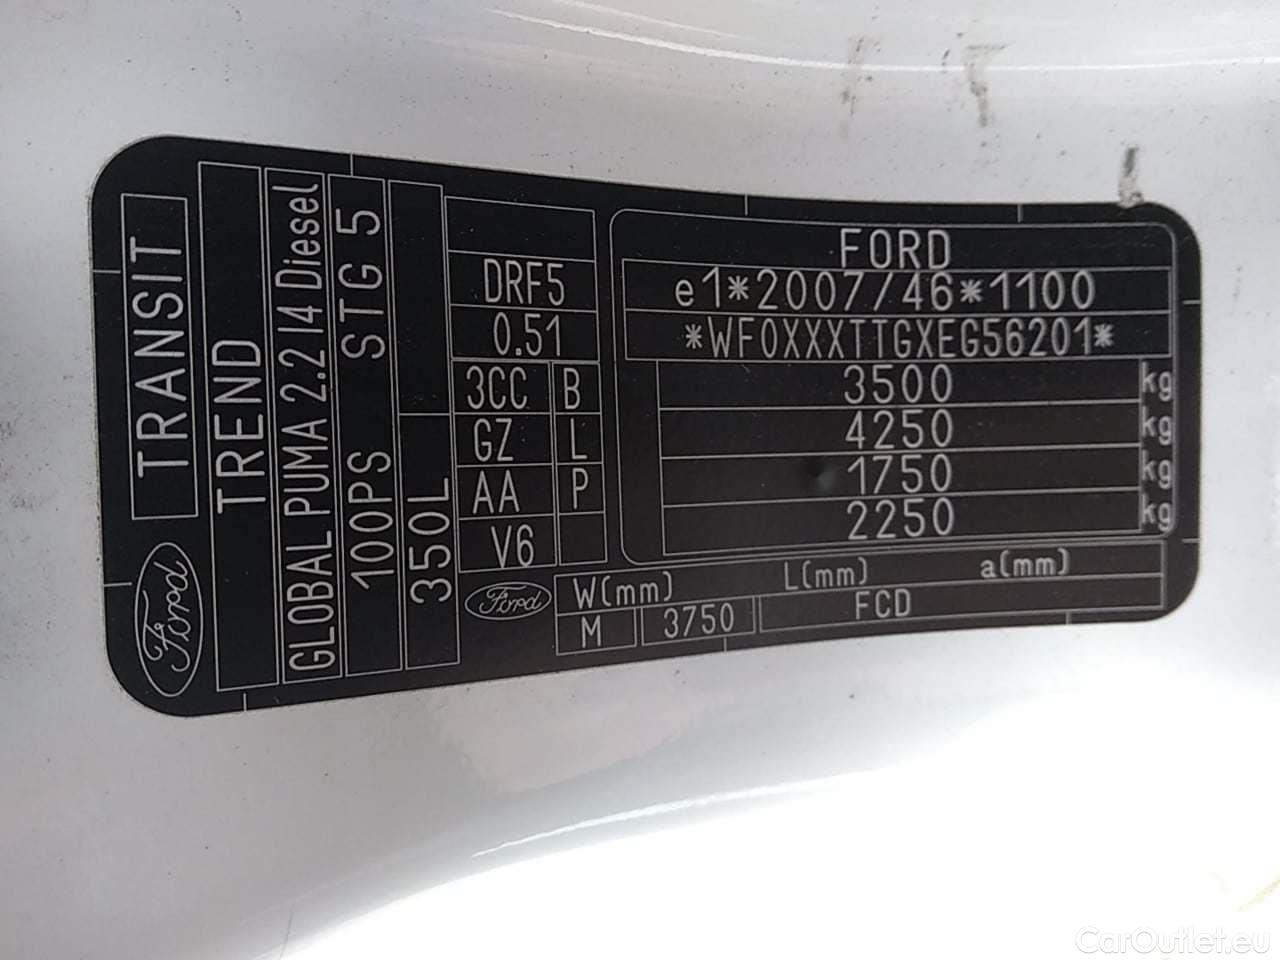 FORD
e1*2007/46*1100
*WF0XXXTTGXEG56201*
3500 kg
4250 kg
1750 kg
2250 kg
DRF5
0.51
3CC B
GZ L
AA P
V6
Ford
W(mm) L(mm) a(mm)
M 3750 FCD
Ford
TRANSIT
TREND
GLOBAL PUMA 2.2 I4 Diesel
100PS STG 5
350L
CarOutlet.eu